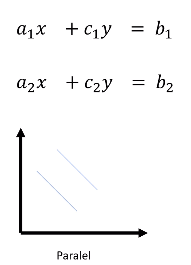 a₁x + c₁y = b₁
a₂x + c₂y = b₂
Paralel